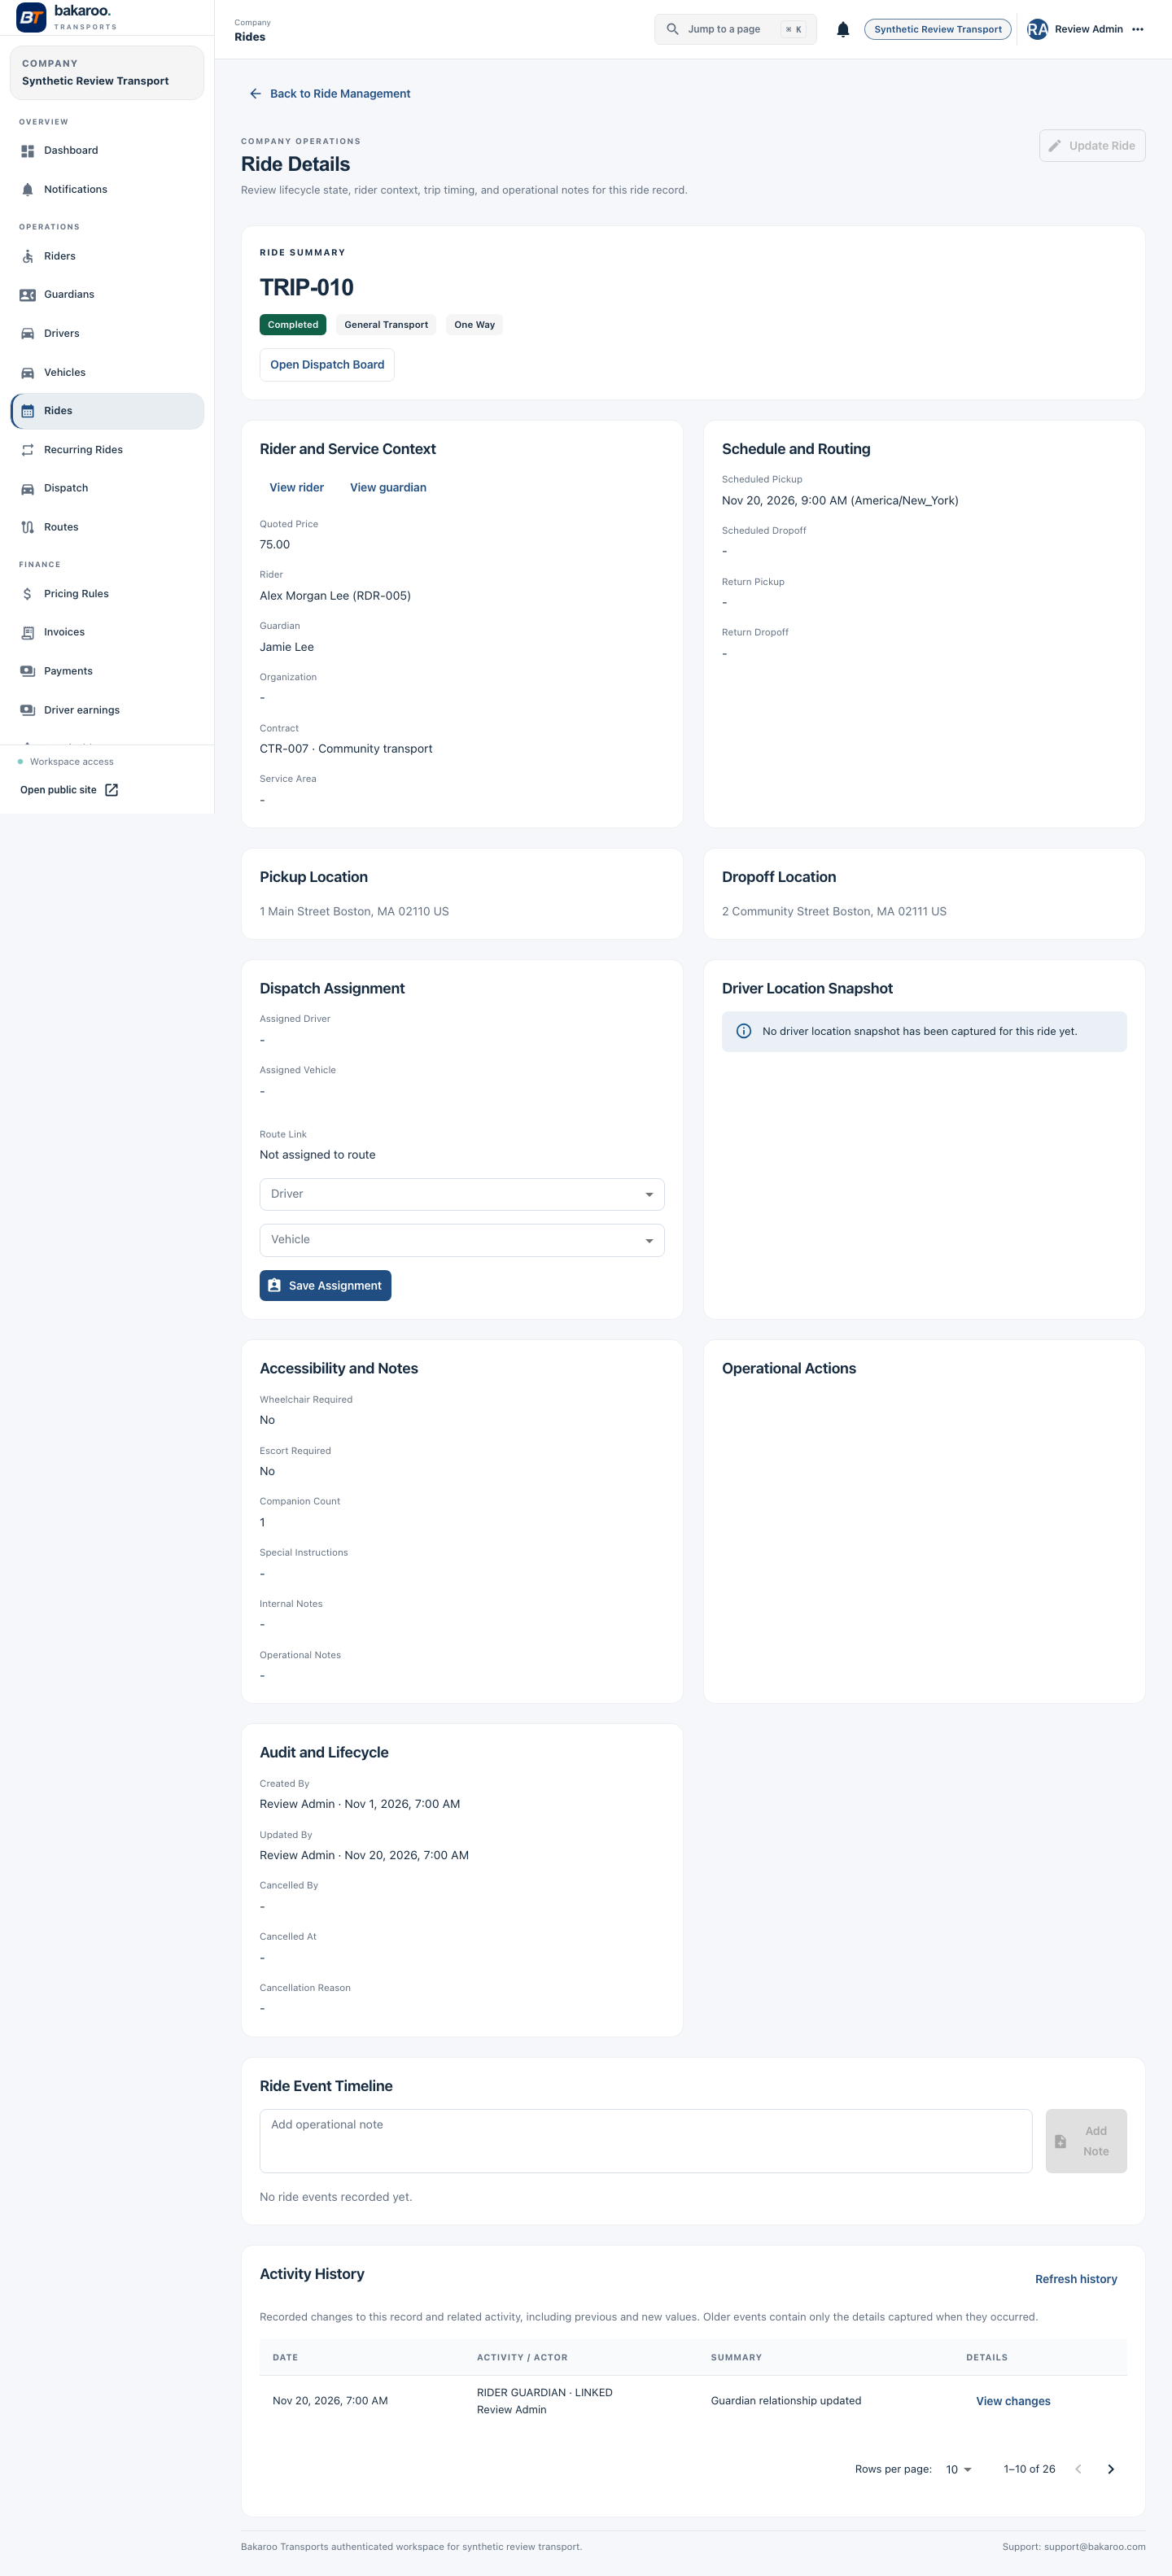 BT bakaroo.
TRANSPORTS
COMPANY
Synthetic Review Transport
OVERVIEW
Dashboard
Notifications
OPERATIONS
Riders
Guardians
Drivers
Vehicles
Rides
Recurring Rides
Dispatch
Routes
FINANCE
Pricing Rules
Invoices
Payments
Driver earnings
Workspace access
Open public site
Company
Rides
Jump to a page ⌘ K
Synthetic Review Transport
RA Review Admin
Back to Ride Management
COMPANY OPERATIONS
Ride Details
Review lifecycle state, rider context, trip timing, and operational notes for this ride record.
Update Ride
RIDE SUMMARY
TRIP-010
Completed General Transport One Way
Open Dispatch Board
Rider and Service Context
View rider View guardian
Quoted Price
75.00
Rider
Alex Morgan Lee (RDR-005)
Guardian
Jamie Lee
Organization
-
Contract
CTR-007 · Community transport
Service Area
-
Schedule and Routing
Scheduled Pickup
Nov 20, 2026, 9:00 AM (America/New_York)
Scheduled Dropoff
-
Return Pickup
-
Return Dropoff
-
Pickup Location
1 Main Street Boston, MA 02110 US
Dropoff Location
2 Community Street Boston, MA 02111 US
Dispatch Assignment
Assigned Driver
-
Assigned Vehicle
-
Route Link
Not assigned to route
Driver
Vehicle
Save Assignment
Driver Location Snapshot
No driver location snapshot has been captured for this ride yet.
Accessibility and Notes
Wheelchair Required
No
Escort Required
No
Companion Count
1
Special Instructions
-
Internal Notes
-
Operational Notes
-
Operational Actions
Audit and Lifecycle
Created By
Review Admin · Nov 1, 2026, 7:00 AM
Updated By
Review Admin · Nov 20, 2026, 7:00 AM
Cancelled By
-
Cancelled At
-
Cancellation Reason
-
Ride Event Timeline
Add operational note
Add
Note
No ride events recorded yet.
Activity History
Refresh history
Recorded changes to this record and related activity, including previous and new values. Older events contain only the details captured when they occurred.
DATE ACTIVITY / ACTOR SUMMARY DETAILS
Nov 20, 2026, 7:00 AM RIDER GUARDIAN · LINKED Guardian relationship updated View changes
Review Admin
Rows per page: 10 1–10 of 26
Bakaroo Transports authenticated workspace for synthetic review transport.
Support: support@bakaroo.com